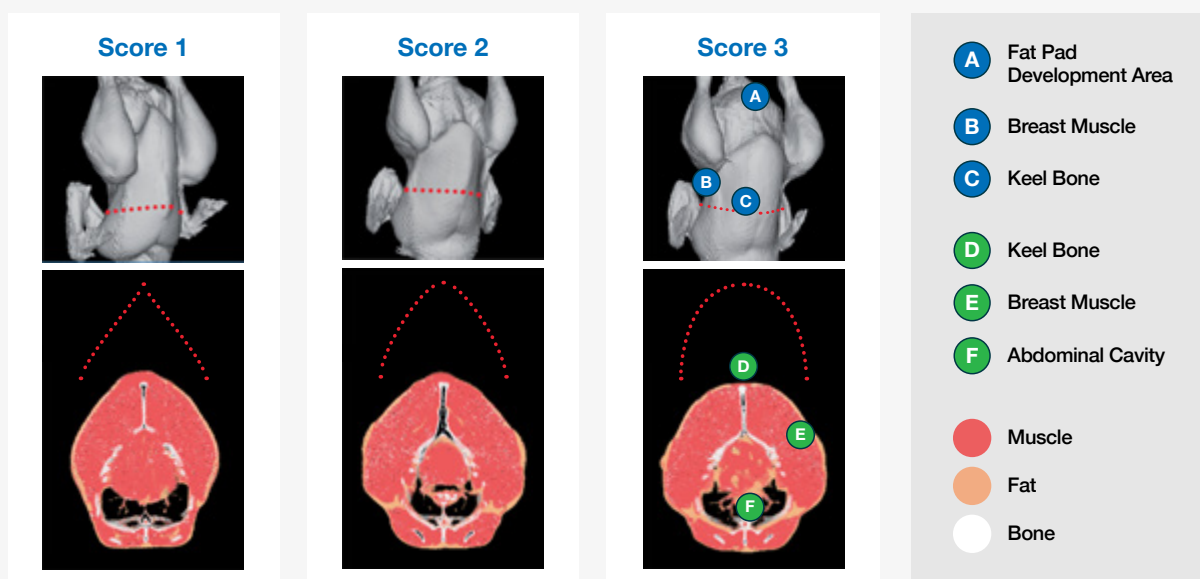 Score 1
Score 2
Score 3
A
B
C
D
E
F
A
Fat Pad
Development Area
B
Breast Muscle
C
Keel Bone
D
Keel Bone
E
Breast Muscle
F
Abdominal Cavity
Muscle
Fat
Bone